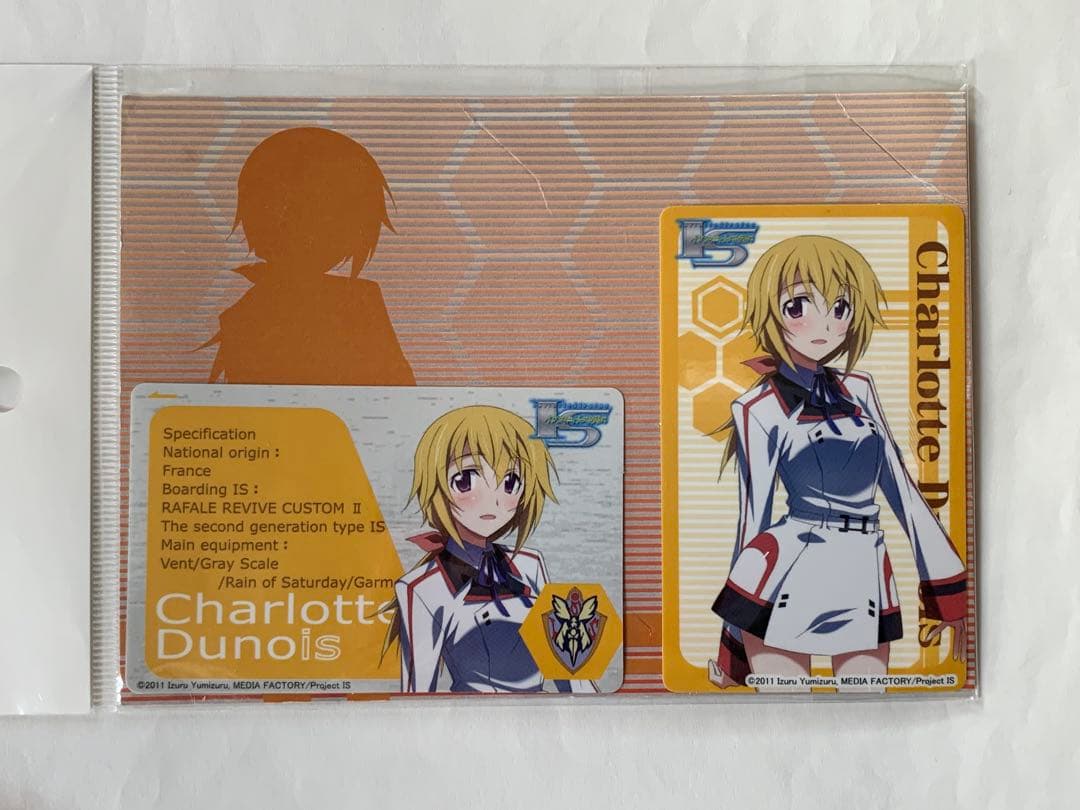 Specification
National origin :
France
Boarding IS :
RAFALE REVIVE CUSTOM Ⅱ
The second generation type IS
Main equipment :
Vent/Gray Scale
/Rain of Saturday/Garm
Charlotte
Dunois
©2011 Izuru Yumizuru, MEDIA FACTORY/Project IS
IS
Charlotte D
is
©2011 Izuru Yumizuru, MEDIA FACTORY/Project IS